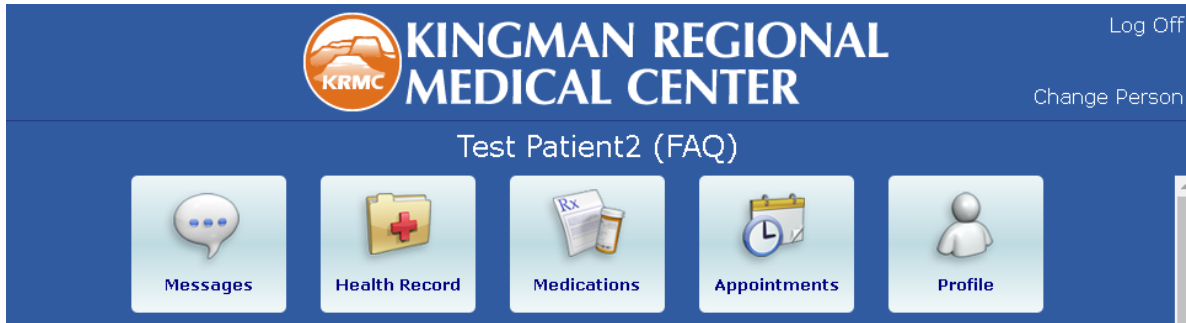 KINGMAN REGIONAL
MEDICAL CENTER
KRMC
Log Off
Change Person
Test Patient2 (FAQ)
Rx
Messages
Health Record
Medications
Appointments
Profile